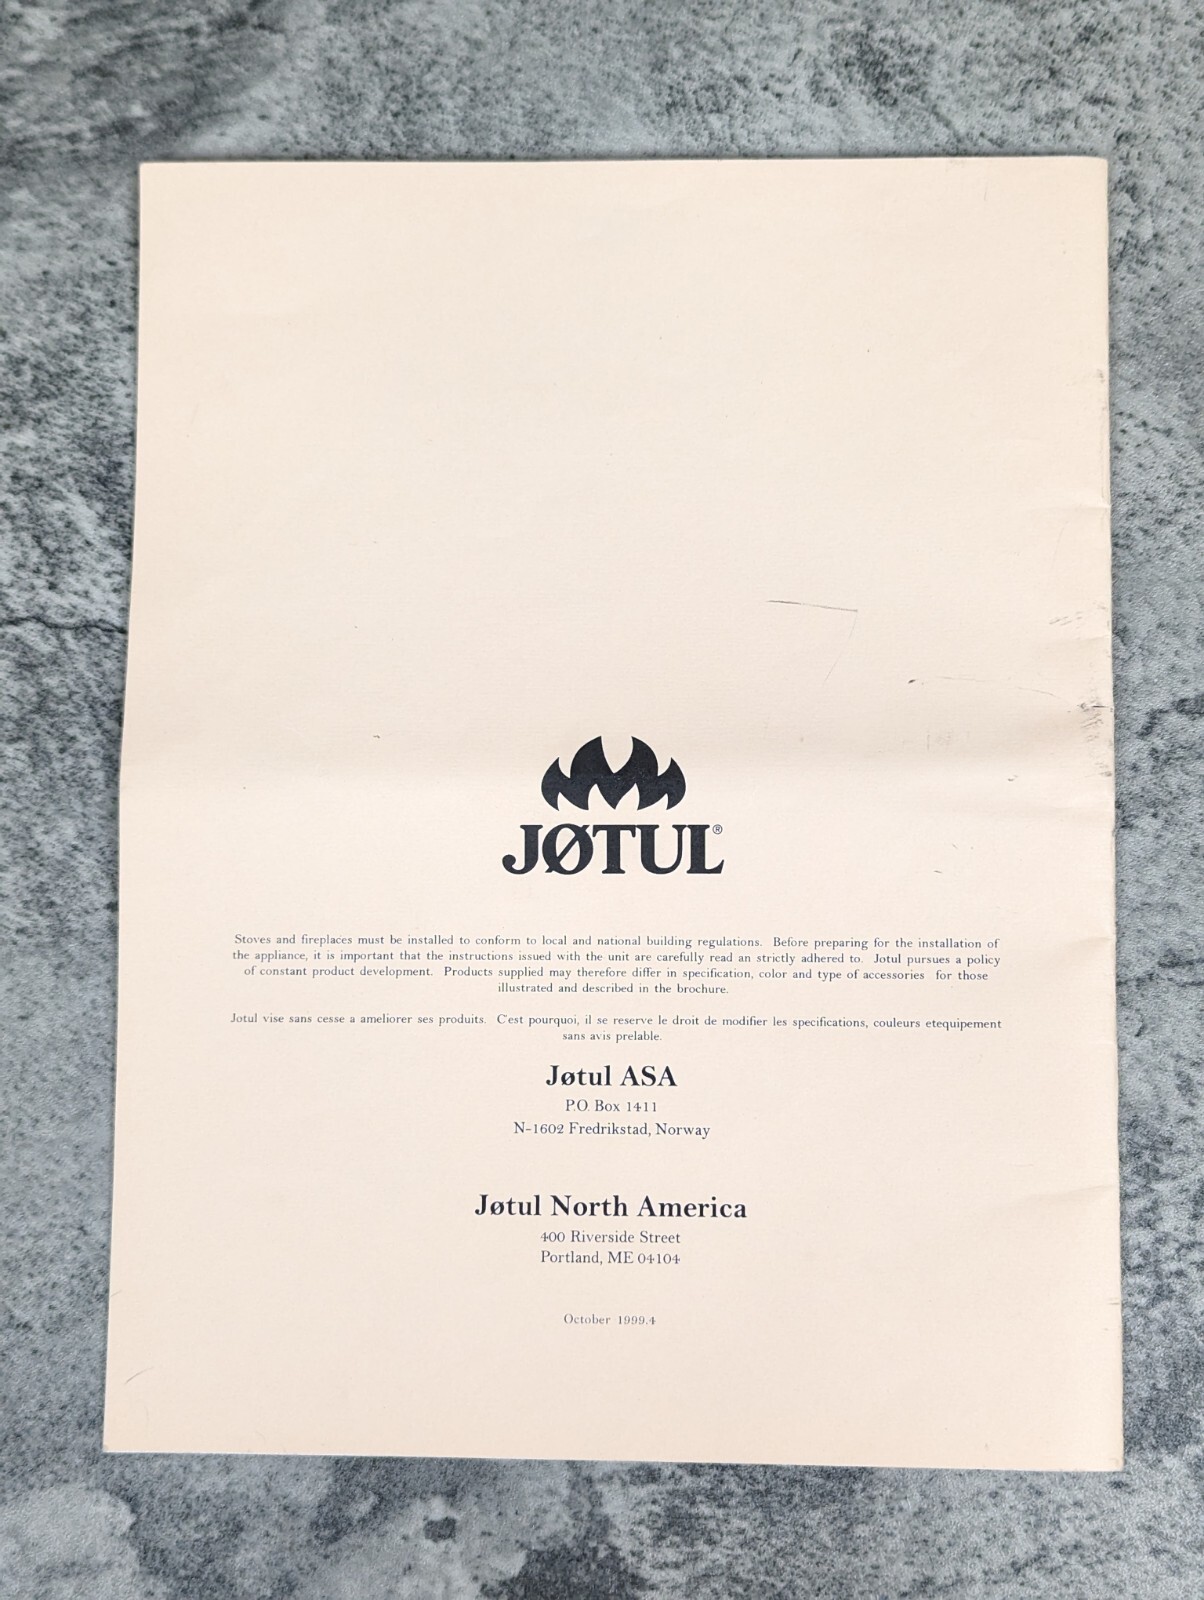 JØTUL®
Stoves and fireplaces must be installed to conform to local and national building regulations. Before preparing for the installation of
the appliance, it is important that the instructions issued with the unit are carefully read an strictly adhered to. Jotul pursues a policy
of constant product development. Products supplied may therefore differ in specification, color and type of accessories for those
illustrated and described in the brochure.
Jotul vise sans cesse a ameliorer ses produits. C'est pourquoi, il se reserve le droit de modifier les specifications, couleurs etequipement
sans avis prelable.
Jøtul ASA
P.O. Box 1411
N-1602 Fredrikstad, Norway
Jøtul North America
400 Riverside Street
Portland, ME 04104
October 1999.4